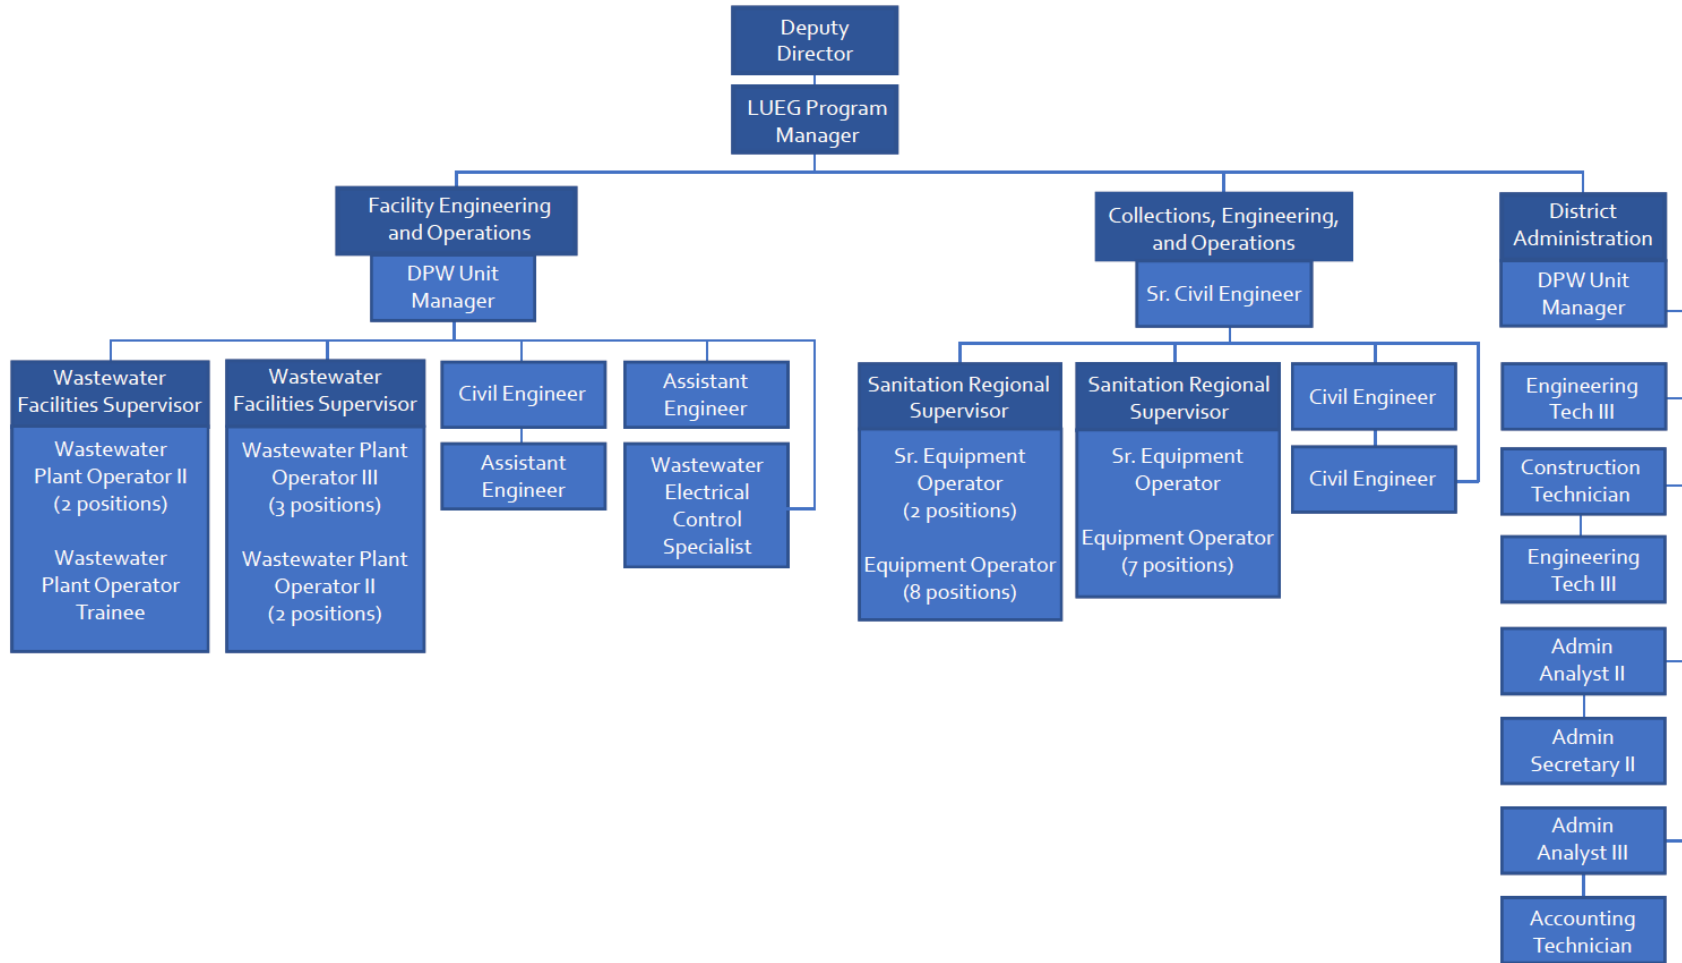 Deputy
Director
LUEG Program
Manager
Facility Engineering
and Operations
DPW Unit
Manager
Wastewater
Facilities Supervisor
Wastewater
Plant Operator II
(2 positions)
Wastewater
Plant Operator
Trainee
Wastewater
Facilities Supervisor
Wastewater Plant
Operator III
(3 positions)
Wastewater Plant
Operator II
(2 positions)
Civil Engineer
Assistant
Engineer
Assistant
Engineer
Wastewater
Electrical
Control
Specialist
Collections, Engineering,
and Operations
Sr. Civil Engineer
Sanitation Regional
Supervisor
Sr. Equipment
Operator
(2 positions)
Equipment Operator
(8 positions)
Sanitation Regional
Supervisor
Sr. Equipment
Operator
Equipment Operator
(7 positions)
Civil Engineer
Civil Engineer
District
Administration
DPW Unit
Manager
Engineering
Tech III
Construction
Technician
Engineering
Tech III
Admin
Analyst II
Admin
Secretary II
Admin
Analyst III
Accounting
Technician